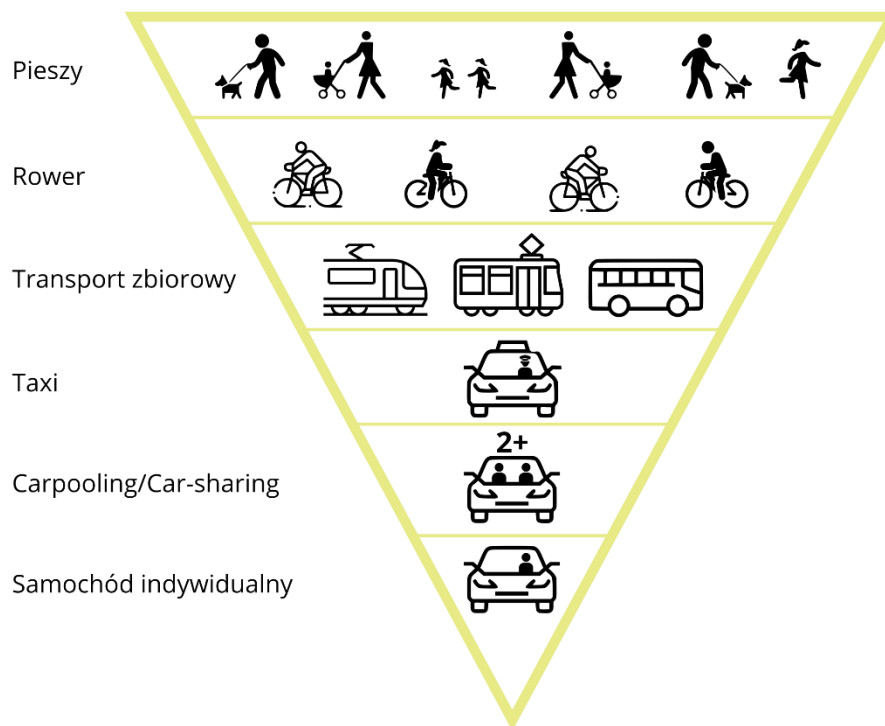 Pieszy
Rower
Transport zbiorowy
Taxi
2+
Carpooling/Car-sharing
Samochód indywidualny